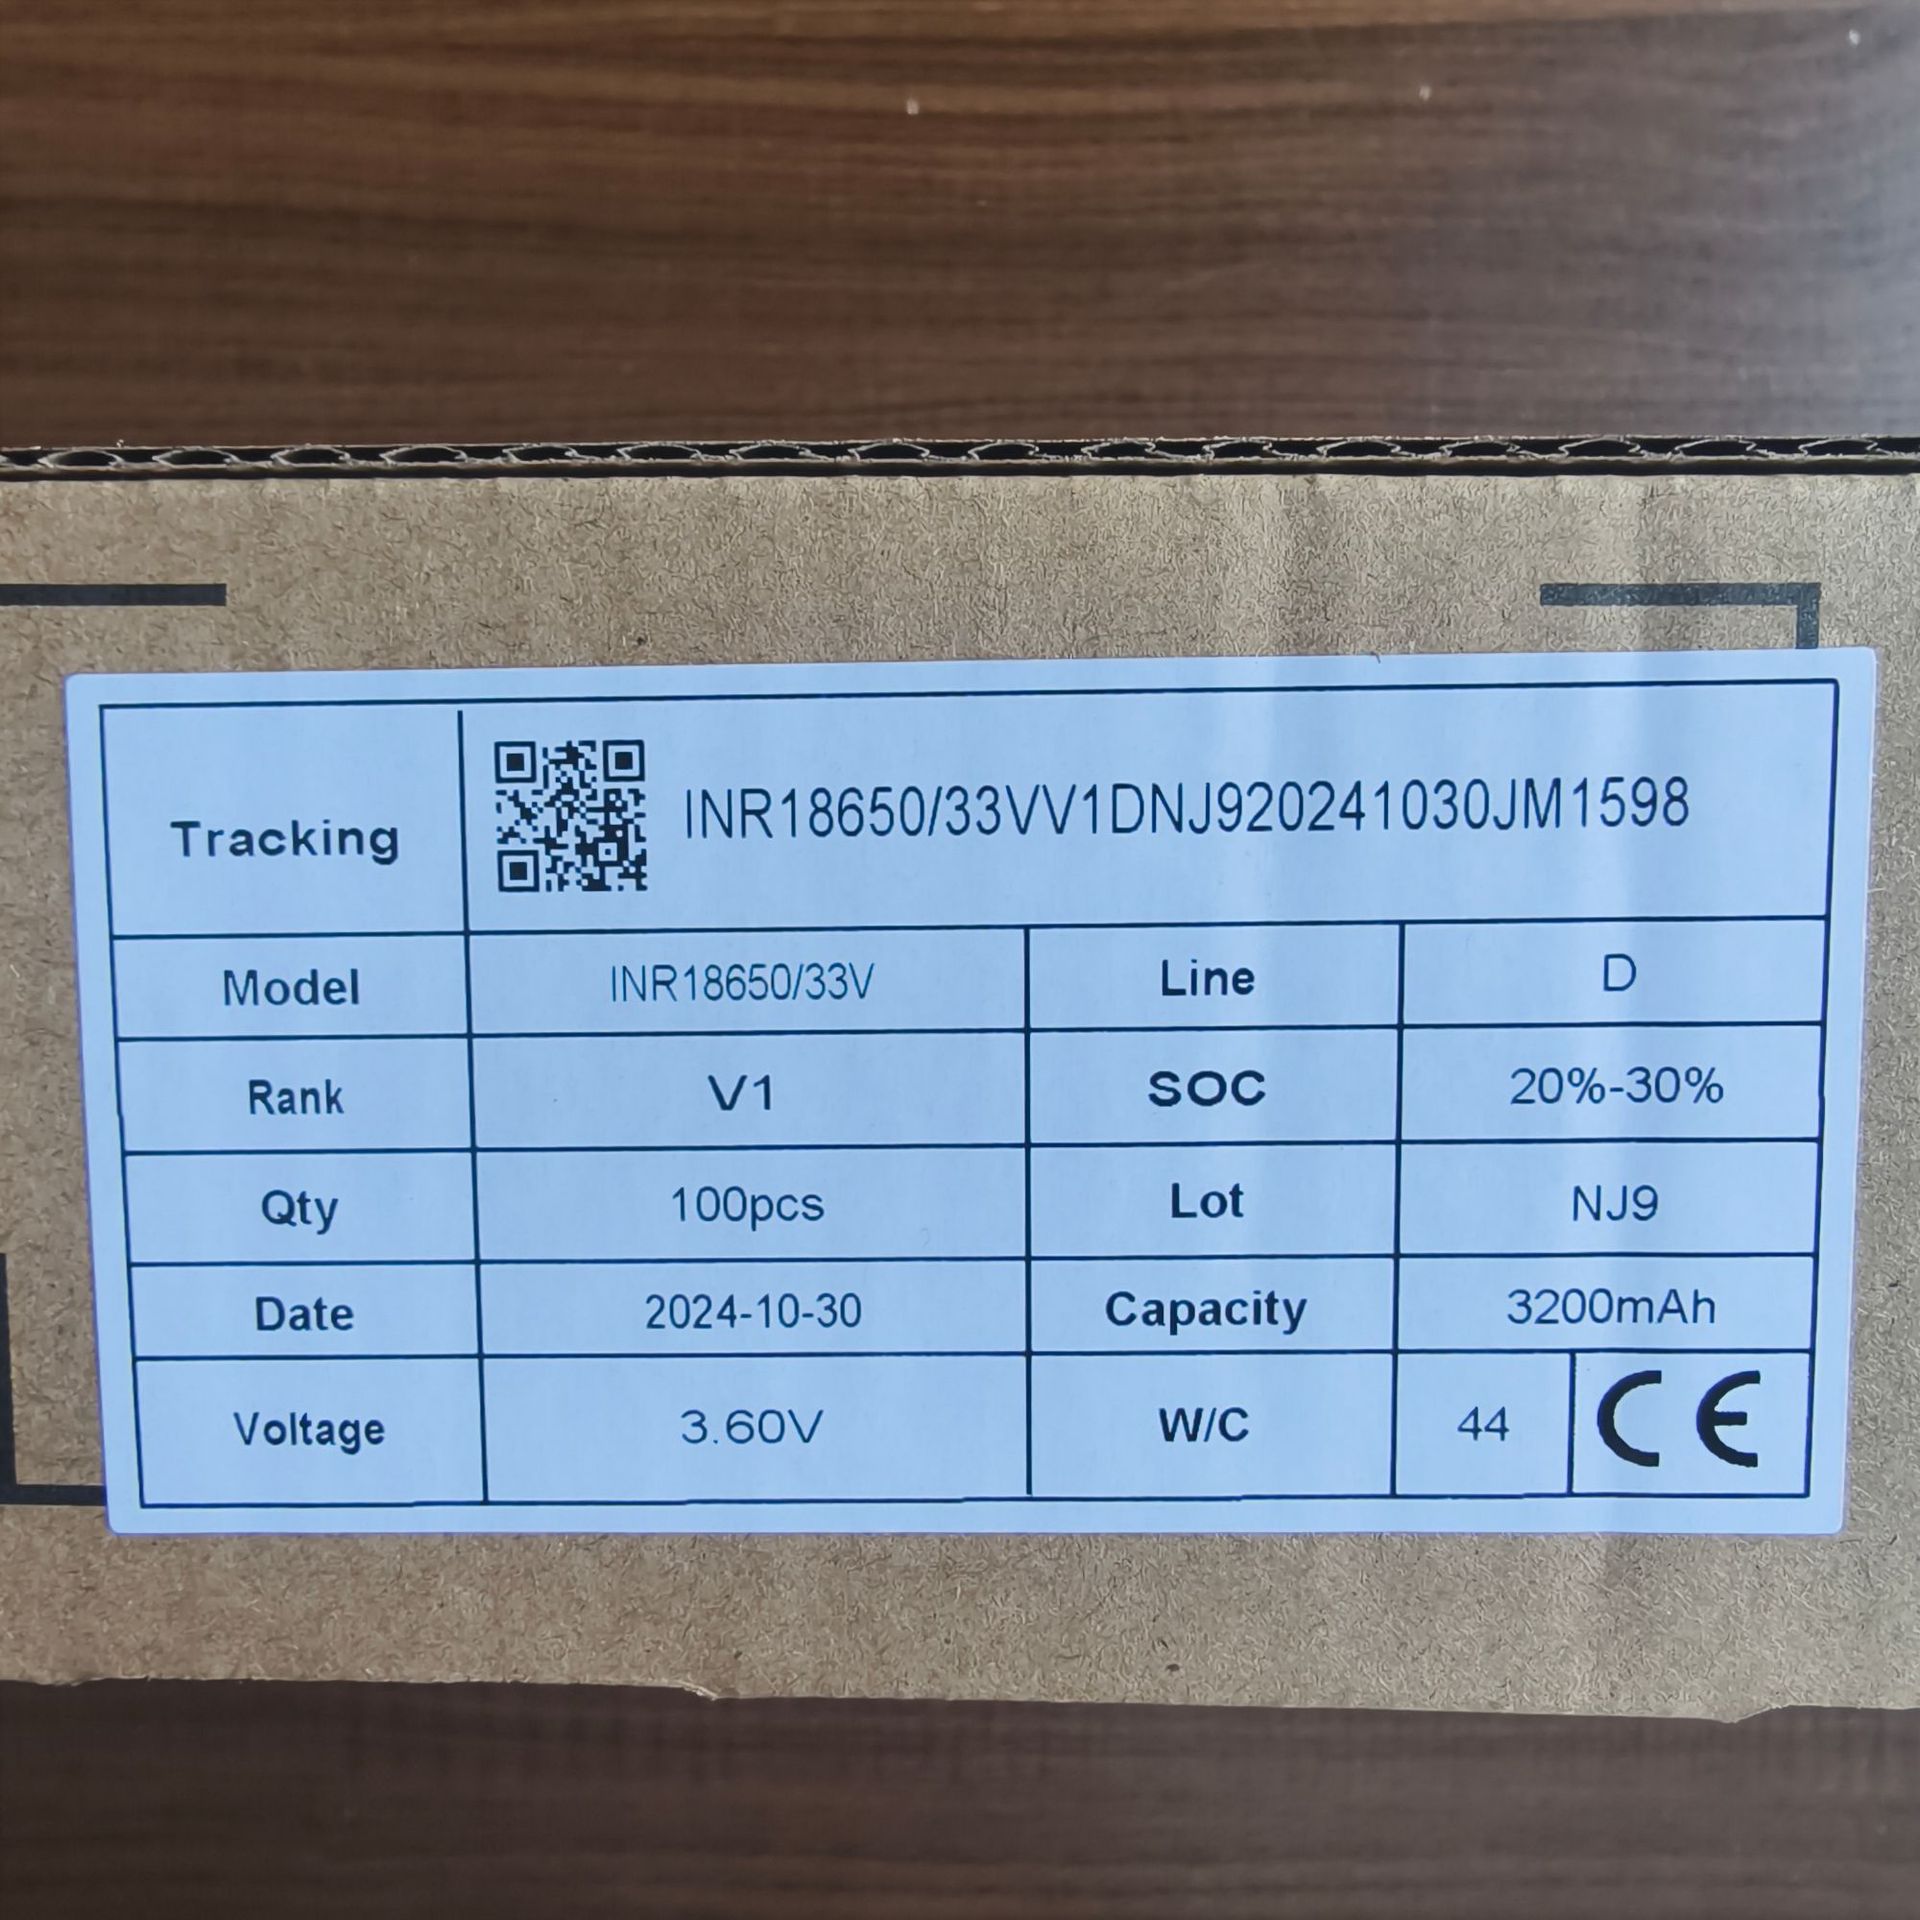 Tracking INR18650/33VV1DNJ920241030JM1598
Model INR18650/33V Line D
Rank V1 SOC 20%-30%
Qty 100pcs Lot NJ9
Date 2024-10-30 Capacity 3200mAh
Voltage 3.60V W/C 44 CE